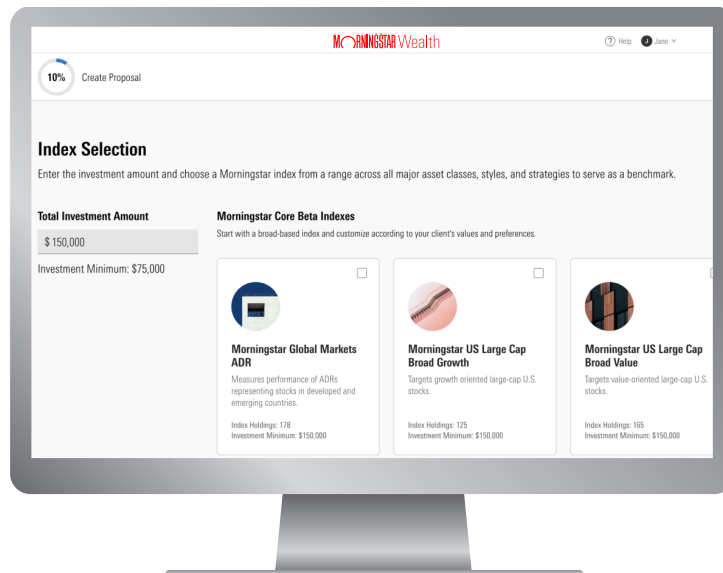 MORNINGSTAR Wealth
? Help J Jane
10% Create Proposal
Index Selection
Enter the investment amount and choose a Morningstar index from a range across all major asset classes, styles, and strategies to serve as a benchmark.
Total Investment Amount
$ 150,000
Investment Minimum: $75,000
Morningstar Core Beta Indexes
Start with a broad-based index and customize according to your client's values and preferences.
Morningstar Global Markets
ADR
Measures performance of ADRs
representing stocks in developed and
emerging countries.
Index Holdings: 178
Investment Minimum: $150,000
Morningstar US Large Cap
Broad Growth
Targets growth oriented large-cap U.S.
stocks.
Index Holdings: 125
Investment Minimum: $150,000
Morningstar US Large Cap
Broad Value
Targets value-oriented large-cap U.S.
stocks.
Index Holdings: 165
Investment Minimum: $150,000